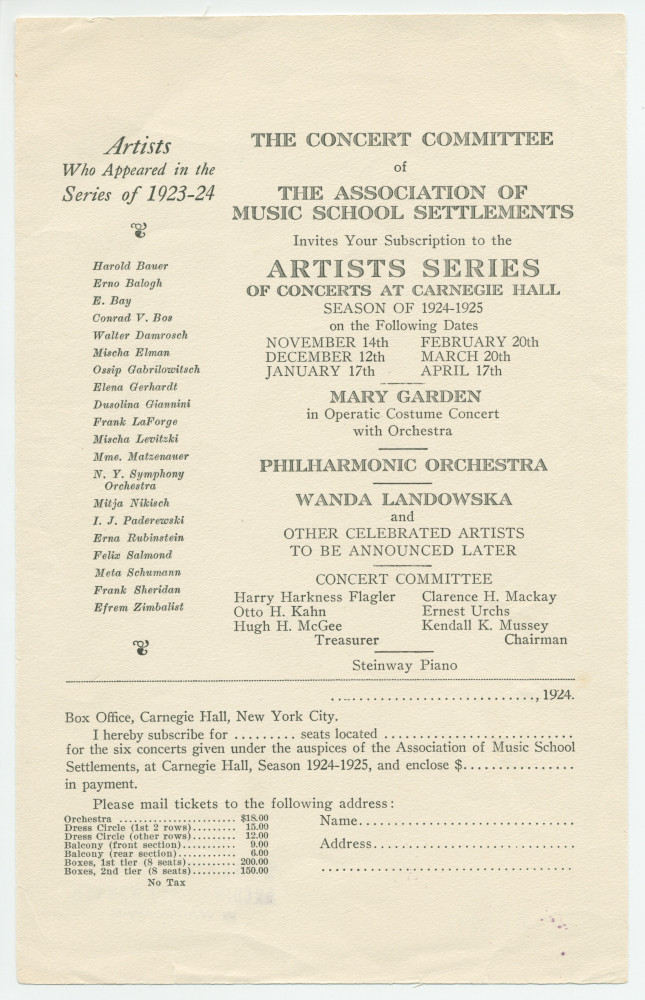 Artists
Who Appeared in the
Series of 1923-24
Harold Bauer
Erno Balogh
E. Bay
Conrad V. Bos
Walter Damrosch
Mischa Elman
Ossip Gabrilowitsch
Elena Gerhardt
Dusolina Giannini
Frank LaForge
Mischa Levitzki
Mme. Matzenauer
N. Y. Symphony
Orchestra
Mitja Nikisch
I. J. Paderewski
Erna Rubinstein
Felix Salmond
Meta Schumann
Frank Sheridan
Efrem Zimbalist
THE CONCERT COMMITTEE
of
THE ASSOCIATION OF
MUSIC SCHOOL SETTLEMENTS
Invites Your Subscription to the
ARTISTS SERIES
OF CONCERTS AT CARNEGIE HALL
SEASON OF 1924-1925
on the Following Dates
NOVEMBER 14th FEBRUARY 20th
DECEMBER 12th MARCH 20th
JANUARY 17th APRIL 17th
MARY GARDEN
in Operatic Costume Concert
with Orchestra
PHILHARMONIC ORCHESTRA
WANDA LANDOWSKA
and
OTHER CELEBRATED ARTISTS
TO BE ANNOUNCED LATER
CONCERT COMMITTEE
Harry Harkness Flagler Clarence H. Mackay
Otto H. Kahn Ernest Urchs
Hugh H. McGee Kendall K. Mussey
Treasurer Chairman
Steinway Piano
............................, 1924.
Box Office, Carnegie Hall, New York City.
I hereby subscribe for ......... seats located ..........................
for the six concerts given under the auspices of the Association of Music School
Settlements, at Carnegie Hall, Season 1924-1925, and enclose $...............
in payment.
Please mail tickets to the following address:
Orchestra ....................... $18.00
Dress Circle (1st 2 rows)......... 15.00
Dress Circle (other rows)......... 12.00
Balcony (front section)........... 9.00
Balcony (rear section)............ 6.00
Boxes, 1st tier (8 seats).......... 200.00
Boxes, 2nd tier (8 seats)......... 150.00
No Tax
Name..............................
Address............................
...................................